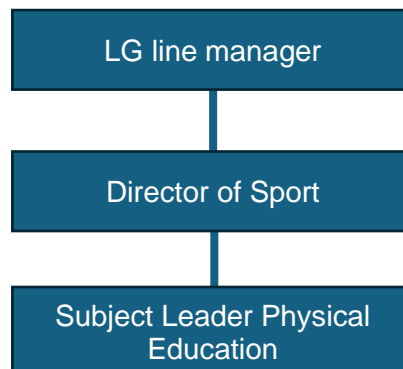 LG line manager
Director of Sport
Subject Leader Physical
Education